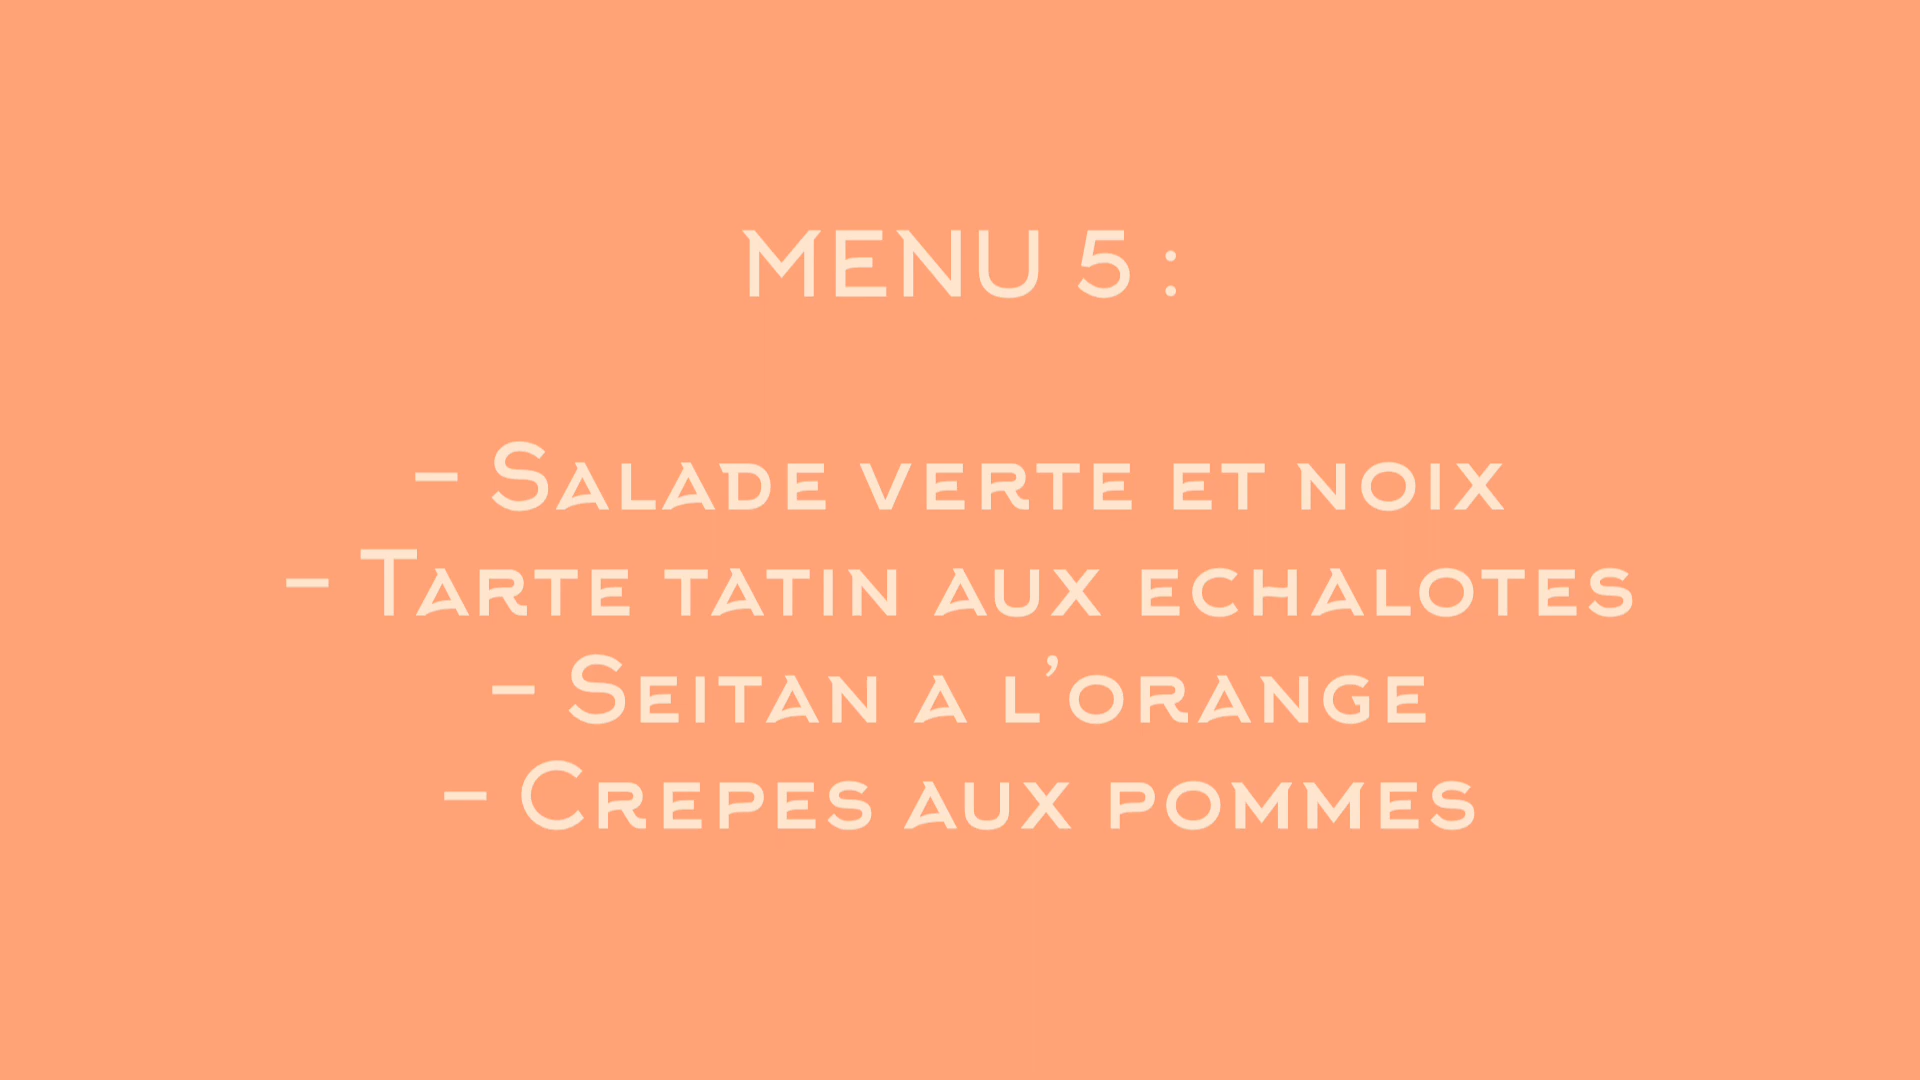 MENU 5 :
- Salade verte et noix
- Tarte tatin aux echalotes
- Seitan a l'orange
- Crepes aux pommes